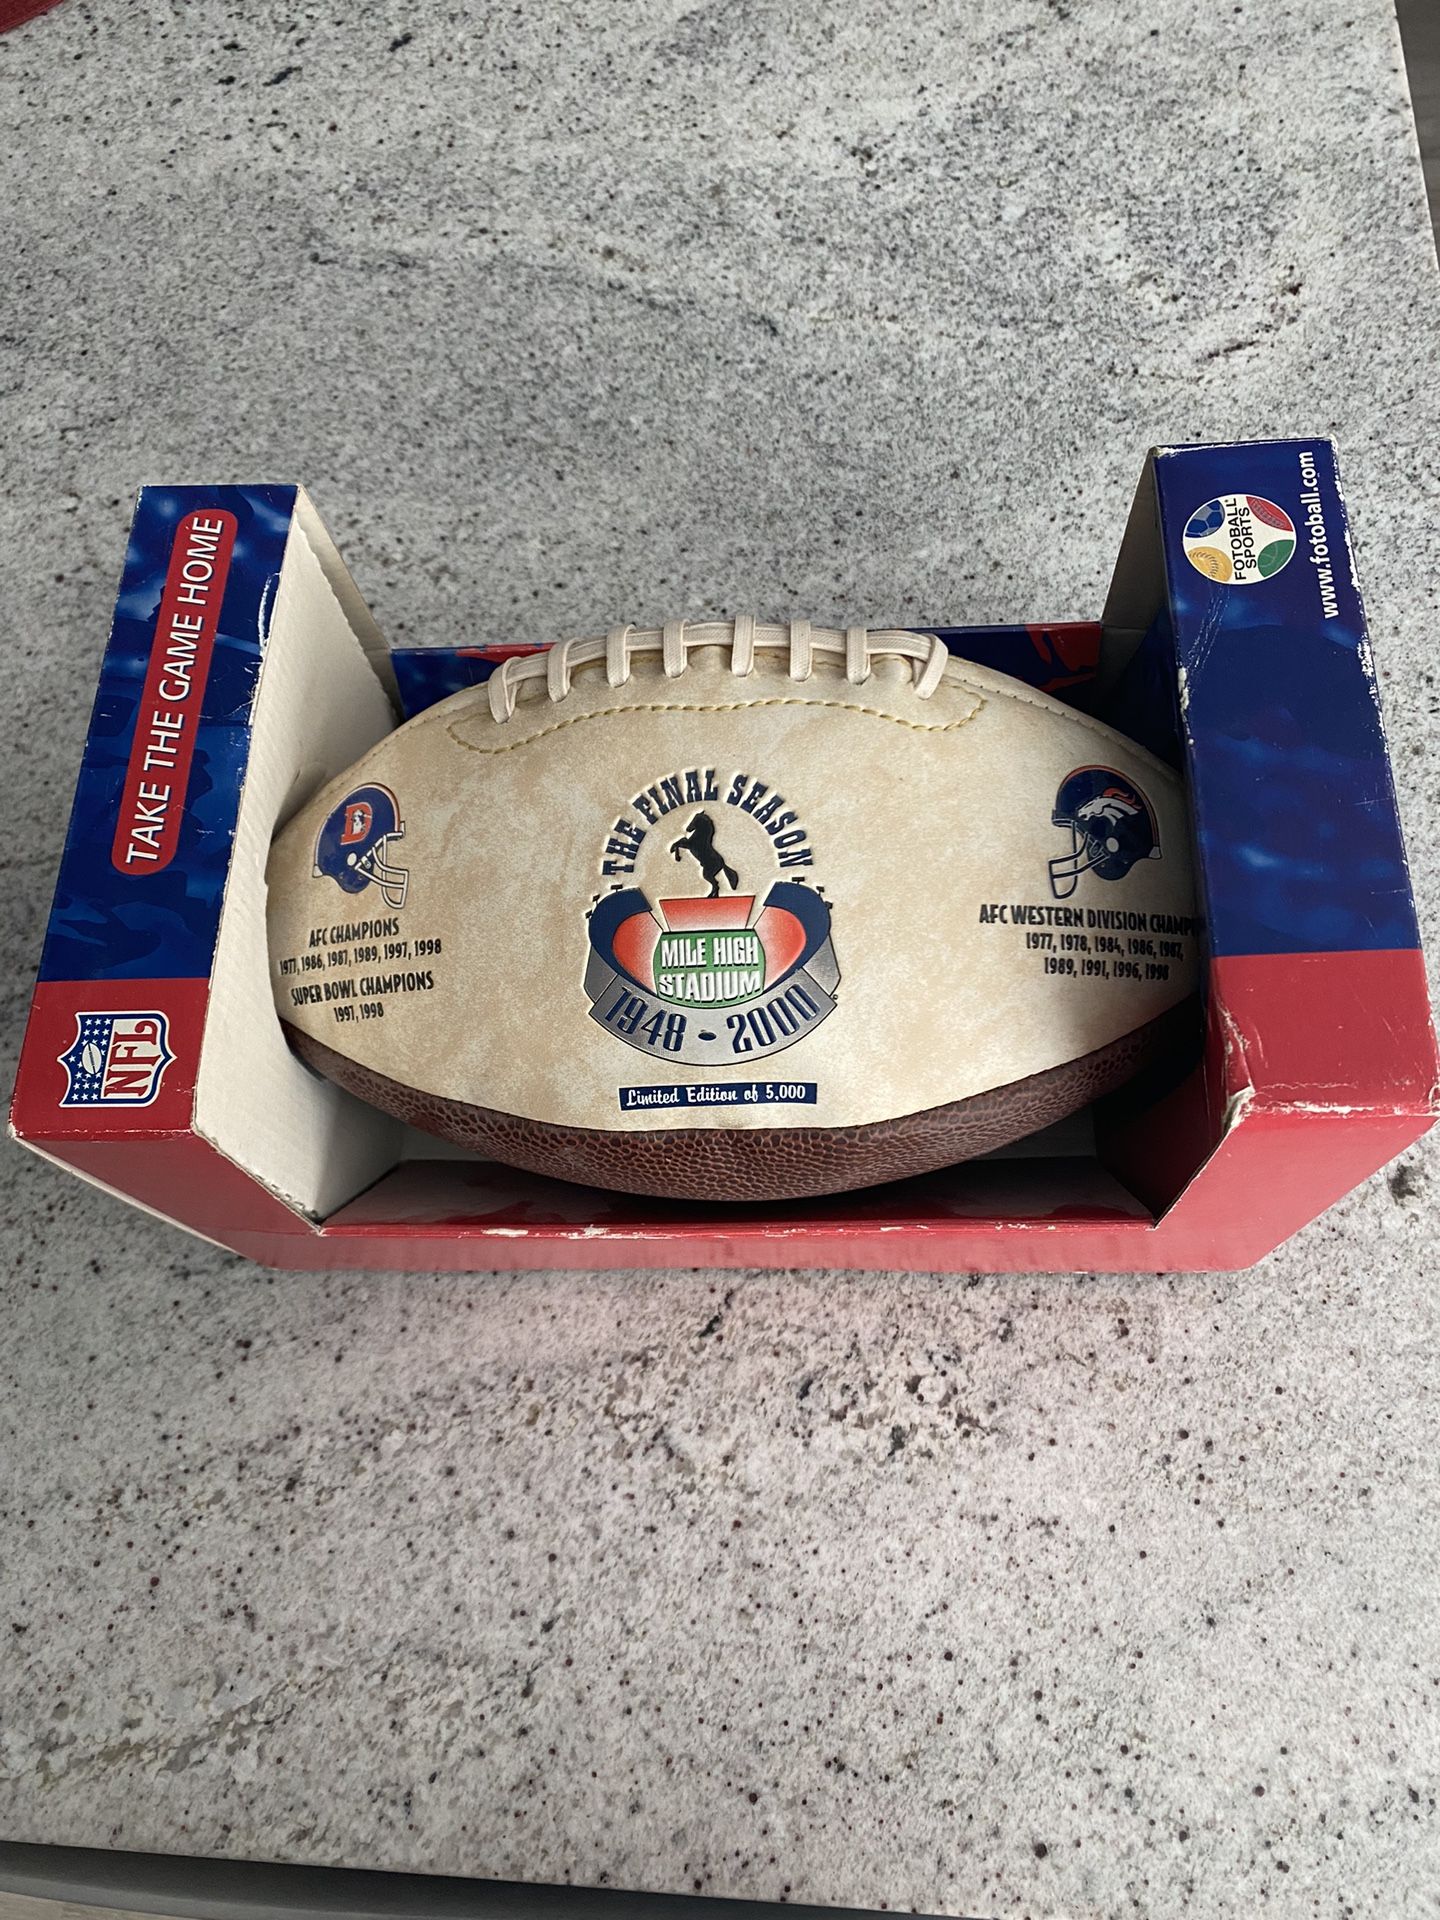 TAKE THE GAME HOME
NFL
FOTOBALL
SPORTS
www.fotoball.com
THE FINAL SEASON
MILE HIGH
STADIUM
1948 - 2000
Limited Edition of 5,000
D
AFC CHAMPIONS
1977, 1986, 1987, 1989, 1997, 1998
SUPER BOWL CHAMPIONS
1997, 1998
AFC WESTERN DIVISION CHAMP
1977, 1978, 1984, 1986, 1987,
1989, 1991, 1996, 1998